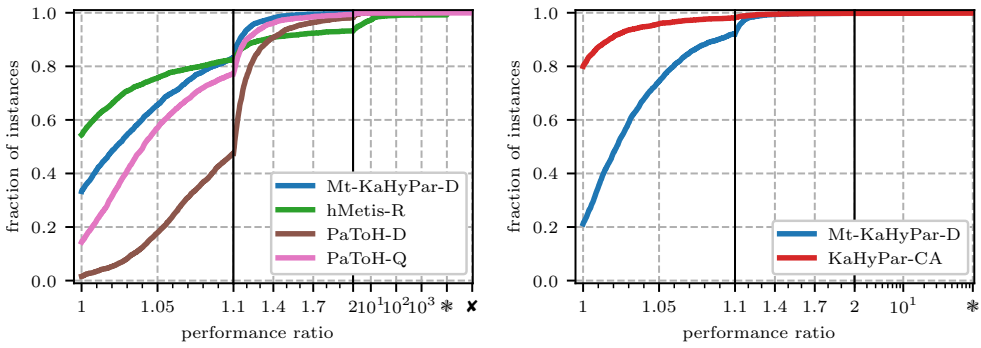 1.0
0.8
0.6
0.4
0.2
0.0
fraction of instances
Mt-KaHyPar-D
hMetis-R
PaToH-D
PaToH-Q
1 1.05 1.1 1.4 1.7 2 10¹ 10² 10³ ❃ ✘
performance ratio
1.0
0.8
0.6
0.4
0.2
0.0
fraction of instances
Mt-KaHyPar-D
KaHyPar-CA
1 1.05 1.1 1.4 1.7 2 10¹ ❃
performance ratio